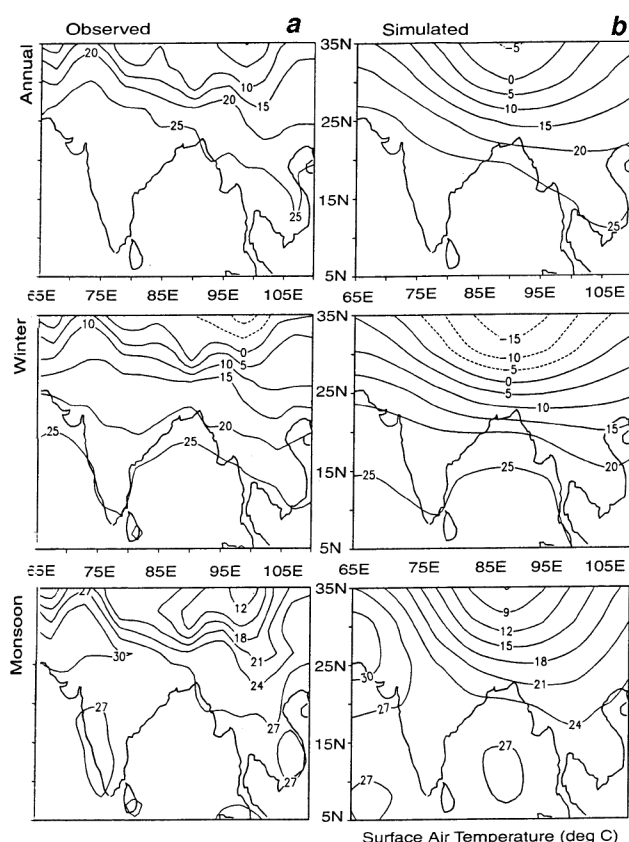 Observed a Simulated b
Annual
20 10 20 15 25 25
35N -5 0 5 10 15 20 25
25N
15N
5N
65E 75E 85E 95E 105E 65E 75E 85E 95E 105E
Winter
10 0 10 5 15 20 25 25
35N -15 -10 -5 0 5 10 15 20 25 25
25N
15N
5N
65E 75E 85E 95E 105E 65E 75E 85E 95E 105E
Monsoon
27 12 18 21 24 30 27 27 27
35N 9 12 15 18 21 24 30 27 27 27
25N
15N
5N
Surface Air Temperature (deg C)